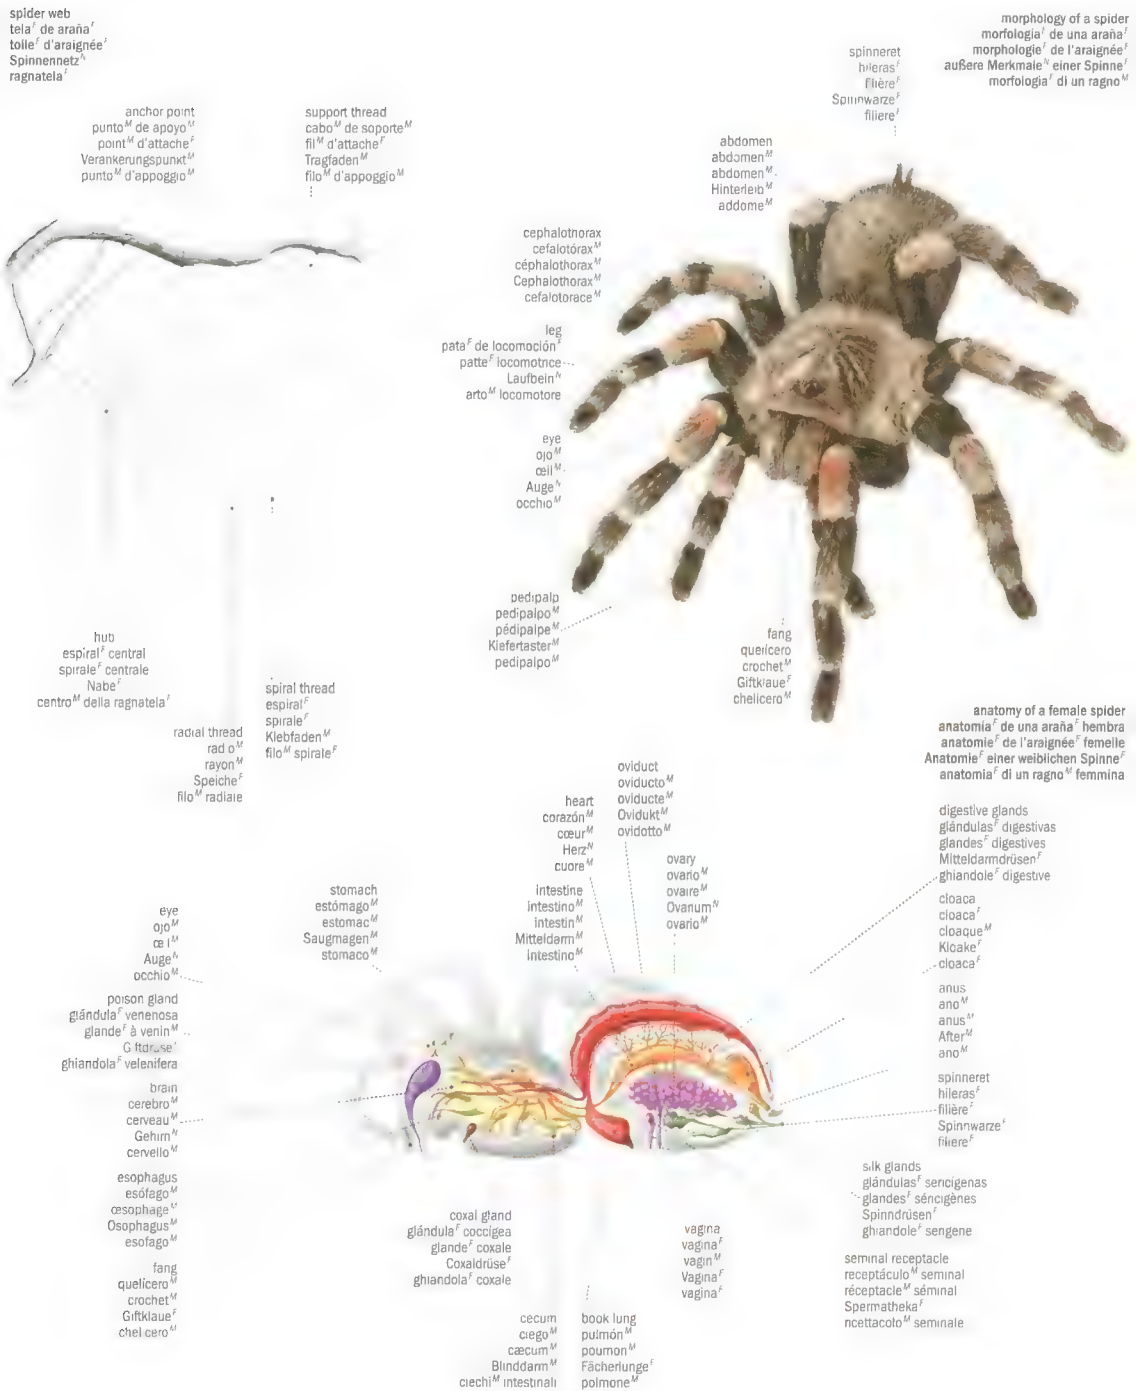 spider web
tela^F de araña^F
toile^F d'araignée^F
Spinnennetz^N
ragnatela^F
morphology of a spider
morfología^F de una araña^F
morphologie^F de l'araignée^F
äußere Merkmale^N einer Spinne^F
morfologia^F di un ragno^M
spinneret
hileras^F
filière^F
Spinnwarze^F
filiere^F
anchor point
punto^M de apoyo^M
point^M d'attache^F
Verankerungspunkt^M
punto^M d'appoggio^M
support thread
cabo^M de soporte^M
fil^M d'attache^F
Tragfaden^M
filo^M d'appoggio^M
abdomen
abdomen^M
abdomen^M
Hinterleib^M
addome^M
cephalothorax
cefalotórax^M
céphalothorax^M
Cephalothorax^M
cefalotorace^M
leg
pata^F de locomoción^F
patte^F locomotrice
Laufbein^N
arto^M locomotore
eye
ojo^M
œil^M
Auge^N
occhio^M
pedipalp
pedipalpo^M
pédipalpe^M
Kiefertaster^M
pedipalpo^M
fang
quelícero
crochet^M
Giftklaue^F
chelicero^M
hub
espiral^F central
spirale^F centrale
Nabe^F
centro^M della ragnatela^F
spiral thread
espiral^F
spirale^F
Klebfaden^M
filo^M spirale^F
radial thread
radio^M
rayon^M
Speiche^F
filo^M radiale
anatomy of a female spider
anatomía^F de una araña^F hembra
anatomie^F de l'araignée^F femelle
Anatomie^F einer weiblichen Spinne^F
anatomia^F di un ragno^M femmina
oviduct
oviducto^M
oviducte^M
Ovidukt^M
ovidotto^M
heart
corazón^M
cœur^M
Herz^N
cuore^M
ovary
ovario^M
ovaire^M
Ovarium^N
ovario^M
digestive glands
glándulas^F digestivas
glandes^F digestives
Mitteldarmdrüsen^F
ghiandole^F digestive
stomach
estómago^M
estomac^M
Saugmagen^M
stomaco^M
intestine
intestino^M
intestin^M
Mitteldarm^M
intestino^M
cloaca
cloaca^F
cloaque^M
Kloake^F
cloaca^F
eye
ojo^M
œil^M
Auge^N
occhio^M
anus
ano^M
anus^M
After^M
ano^M
poison gland
glándula^F venenosa
glande^F à venin^M
Giftdrüse^F
ghiandola^F velenifera
brain
cerebro^M
cerveau^M
Gehirn^N
cervello^M
spinneret
hileras^F
filière^F
Spinnwarze^F
filiere^F
esophagus
esófago^M
œsophage^M
Ösophagus^M
esofago^M
silk glands
glándulas^F sericígenas
glandes^F séricigènes
Spinndrüsen^F
ghiandole^F serigene
fang
quelícero^M
crochet^M
Giftklaue^F
chelicero^M
coxal gland
glándula^F coccígea
glande^F coxale
Coxaldrüse^F
ghiandola^F coxale
vagina
vagina^F
vagin^M
Vagina^F
vagina^F
seminal receptacle
receptáculo^M seminal
réceptacle^M séminal
Spermatheka^F
ricettacolo^M seminale
cecum
ciego^M
cæcum^M
Blinddarm^M
ciechi^M intestinali
book lung
pulmón^M
poumon^M
Fächerlunge^F
polmone^M